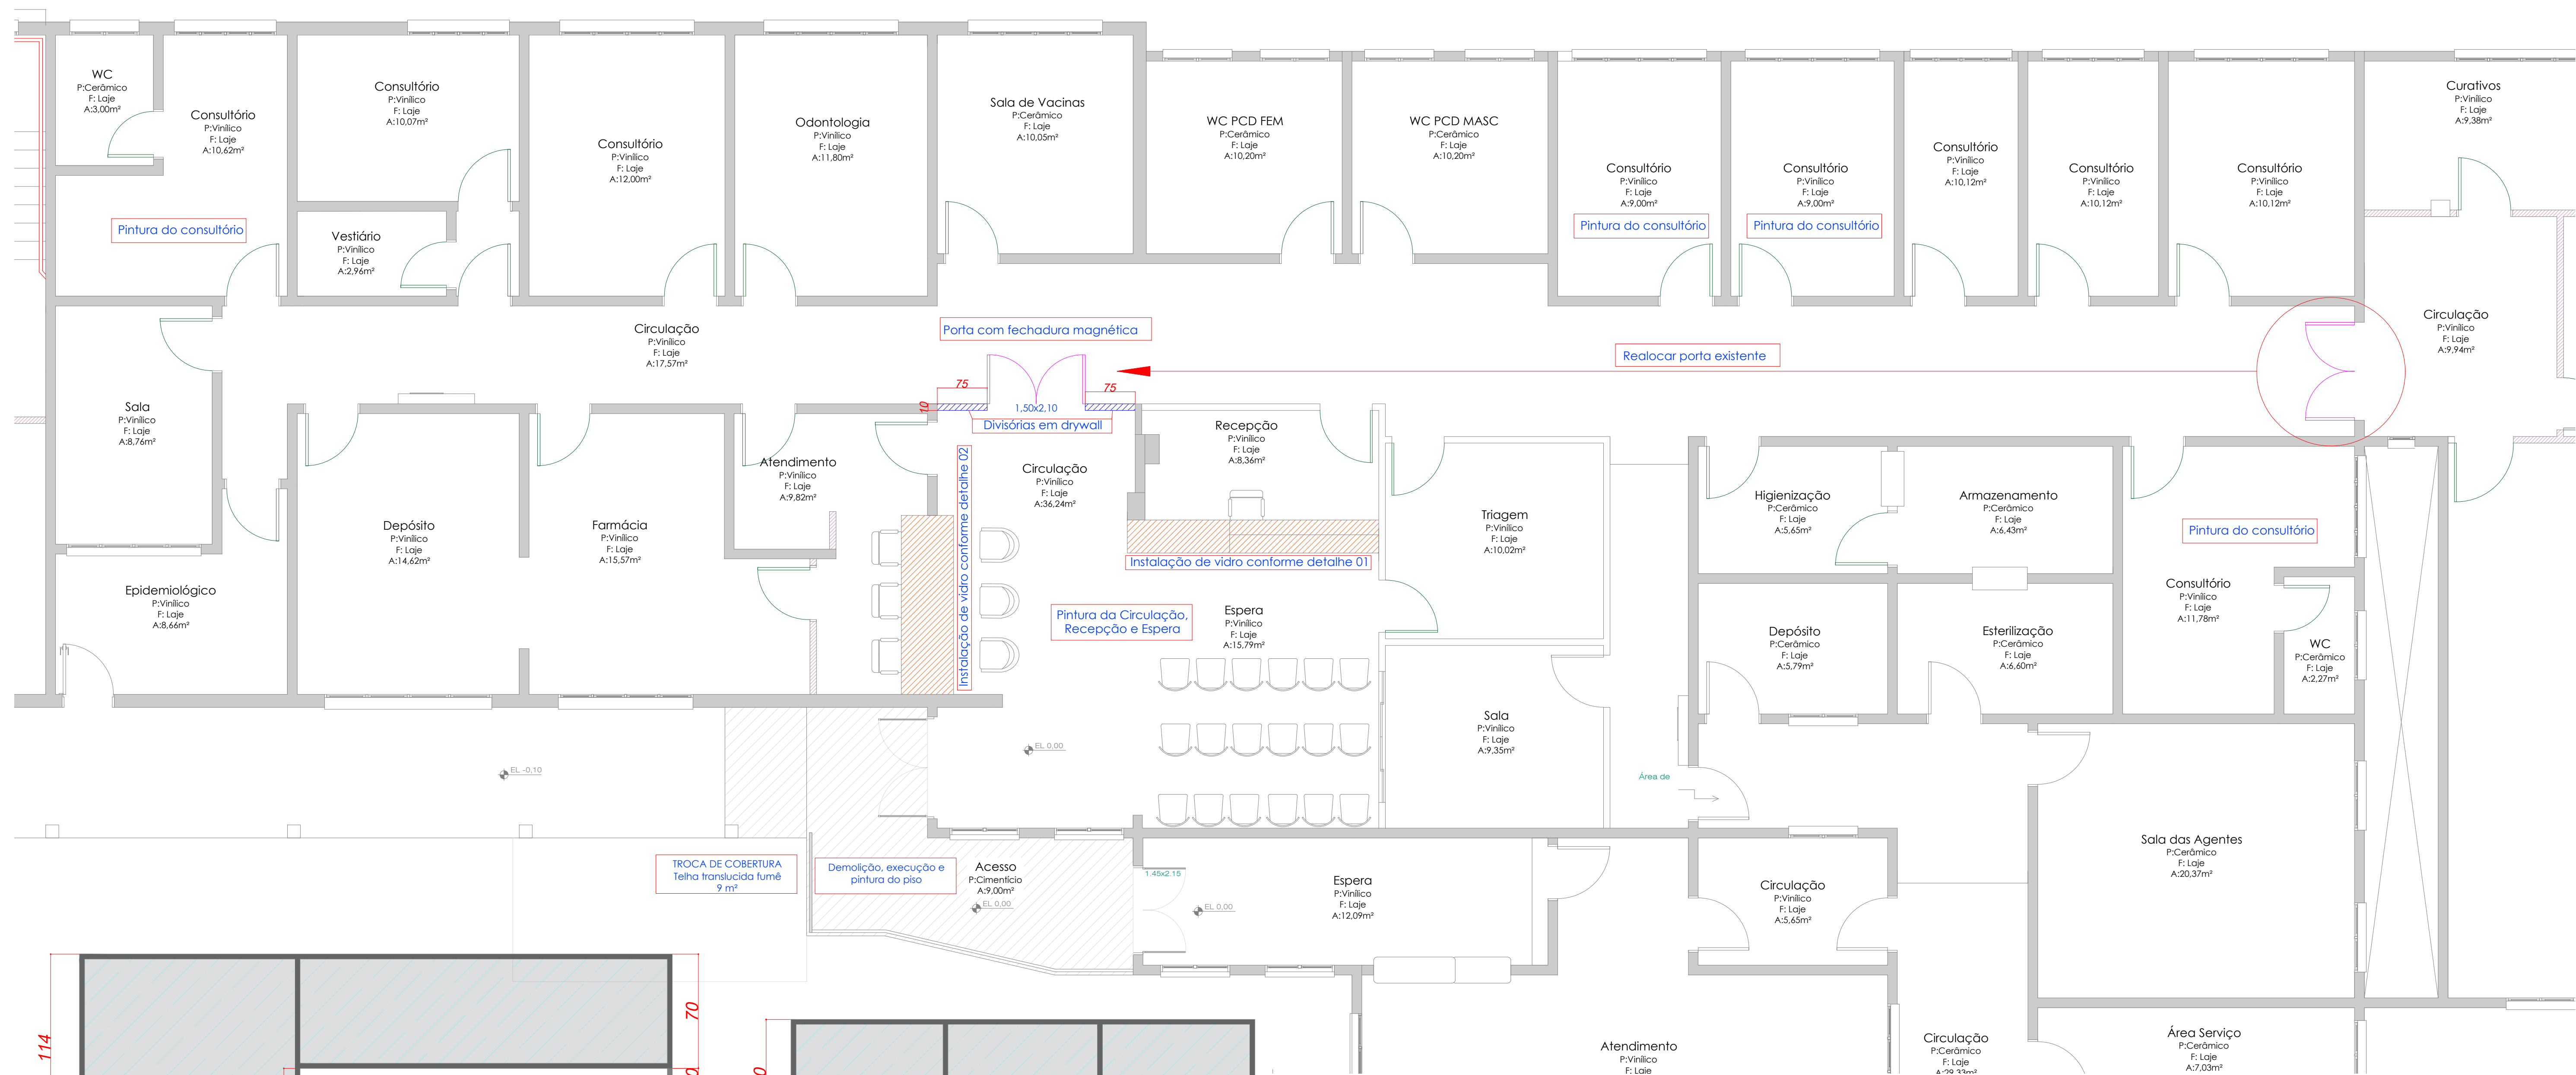 WC
P:Cerâmico
F: Laje
A:3,00m²
Consultório
P:Vinílico
F: Laje
A:10,62m²
Pintura do consultório
Consultório
P:Vinílico
F: Laje
A:10,07m²
Vestiário
P:Vinílico
F: Laje
A:2,96m²
Consultório
P:Vinílico
F: Laje
A:12,00m²
Odontologia
P:Vinílico
F: Laje
A:11,80m²
Sala de Vacinas
P:Cerâmico
F: Laje
A:10,05m²
WC PCD FEM
P:Cerâmico
F: Laje
A:10,20m²
WC PCD MASC
P:Cerâmico
F: Laje
A:10,20m²
Consultório
P:Vinílico
F: Laje
A:9,00m²
Pintura do consultório
Consultório
P:Vinílico
F: Laje
A:9,00m²
Pintura do consultório
Consultório
P:Vinílico
F: Laje
A:10,12m²
Consultório
P:Vinílico
F: Laje
A:10,12m²
Consultório
P:Vinílico
F: Laje
A:10,12m²
Curativos
P:Vinílico
F: Laje
A:9,38m²
Circulação
P:Vinílico
F: Laje
A:17,57m²
Porta com fechadura magnética
Realocar porta existente
Circulação
P:Vinílico
F: Laje
A:9,94m²
75
75
10
1,50x2,10
Divisórias em drywall
Sala
P:Vinílico
F: Laje
A:8,76m²
Depósito
P:Vinílico
F: Laje
A:14,62m²
Farmácia
P:Vinílico
F: Laje
A:15,57m²
Atendimento
P:Vinílico
F: Laje
A:9,82m²
Instalação de vidro conforme detalhe 02
Circulação
P:Vinílico
F: Laje
A:36,24m²
Recepção
P:Vinílico
F: Laje
A:8,36m²
Instalação de vidro conforme detalhe 01
Triagem
P:Vinílico
F: Laje
A:10,02m²
Higienização
P:Cerâmico
F: Laje
A:5,65m²
Armazenamento
P:Cerâmico
F: Laje
A:6,43m²
Pintura do consultório
Consultório
P:Vinílico
F: Laje
A:11,78m²
Epidemiológico
P:Vinílico
F: Laje
A:8,66m²
Pintura da Circulação,
Recepção e Espera
Espera
P:Vinílico
F: Laje
A:15,79m²
Depósito
P:Cerâmico
F: Laje
A:5,79m²
Esterilização
P:Cerâmico
F: Laje
A:6,60m²
WC
P:Cerâmico
F: Laje
A:2,27m²
Sala
P:Vinílico
F: Laje
A:9,35m²
EL -0,10
EL 0,00
Área de
TROCA DE COBERTURA
Telha translucida fumê
9 m²
Demolição, execução e
pintura do piso
Acesso
P:Cimentício
A:9,00m²
EL 0,00
1.45x2.15
EL 0,00
Espera
P:Vinílico
F: Laje
A:12,09m²
Circulação
P:Vinílico
F: Laje
A:5,65m²
Sala das Agentes
P:Cerâmico
F: Laje
A:20,37m²
114
70
Atendimento
P:Vinílico
F: Laje
Circulação
P:Cerâmico
F: Laje
A:29,33m²
Área Serviço
P:Cerâmico
F: Laje
A:7,03m²